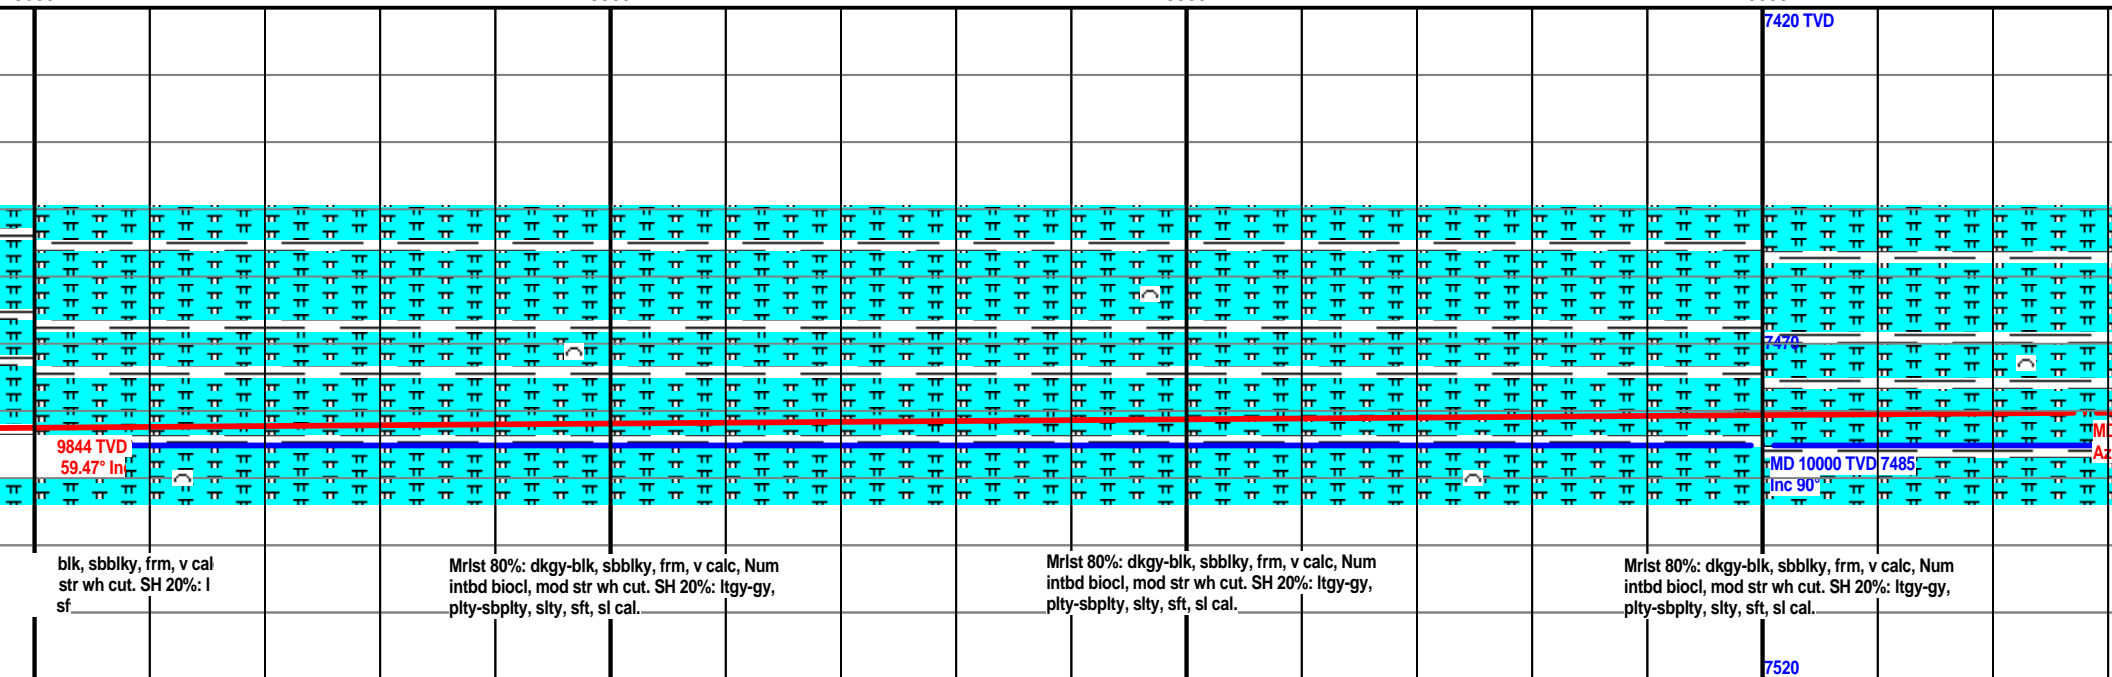 7420 TVD
7470
9844 TVD
59.47° In
MD 10000 TVD 7485
Inc 90°
blk, sbblky, frm, v cal
str wh cut. SH 20%: l
sf
Mrlst 80%: dkgy-blk, sbblky, frm, v calc, Num
intbd biocl, mod str wh cut. SH 20%: ltgy-gy,
plty-sbplty, slty, sft, sl cal.
Mrlst 80%: dkgy-blk, sbblky, frm, v calc, Num
intbd biocl, mod str wh cut. SH 20%: ltgy-gy,
plty-sbplty, slty, sft, sl cal.
Mrlst 80%: dkgy-blk, sbblky, frm, v calc, Num
intbd biocl, mod str wh cut. SH 20%: ltgy-gy,
plty-sbplty, slty, sft, sl cal.
7520